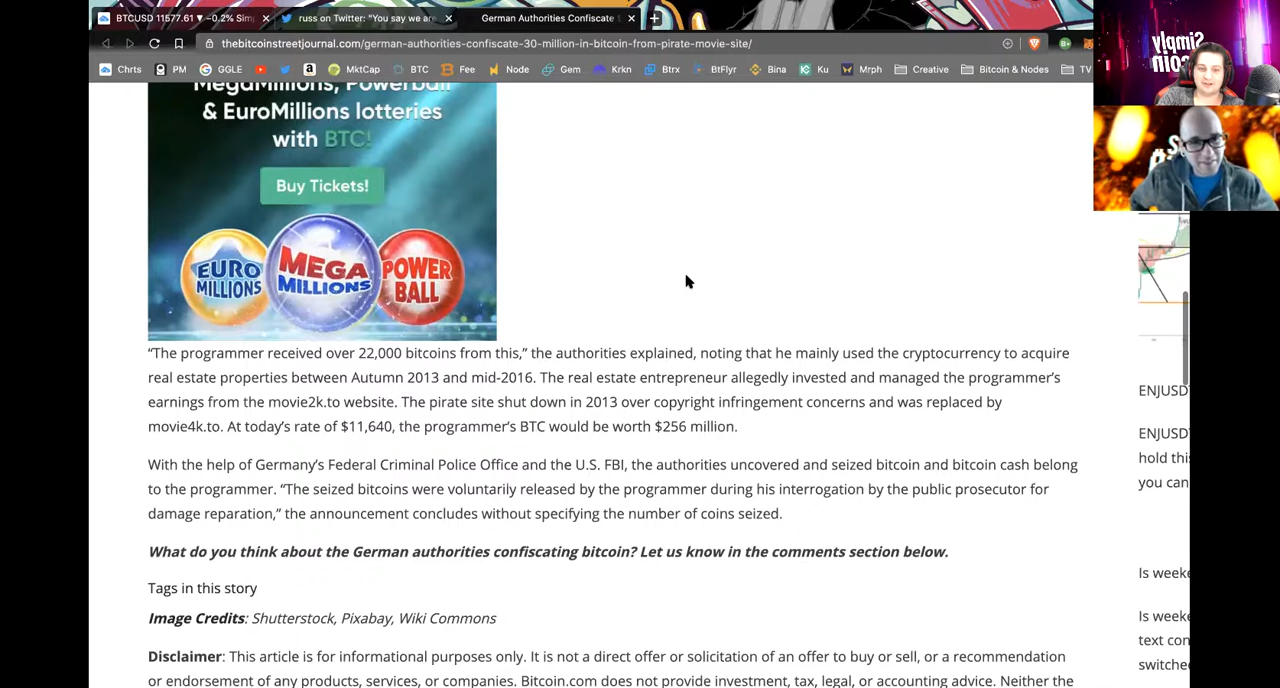 BTCUSD 11577.61 ▼ −0.2%
russ on Twitter: "You say we
German Authorities Confiscate
thebitcoinstreetjournal.com/german-authorities-confiscate-30-million-in-bitcoin-from-pirate-movie-site/
Simply
Chrts PM GGLE MktCap BTC Fee Node Gem Krkn Btrx BtFlyr Bina Ku Mrph Creative Bitcoin & Nodes TV
MegaMillions, Powerball
& EuroMillions lotteries
with BTC!
Buy Tickets!
EURO MILLIONS
MEGA MILLIONS
POWER BALL
“The programmer received over 22,000 bitcoins from this,” the authorities explained, noting that he mainly used the cryptocurrency to acquire
real estate properties between Autumn 2013 and mid-2016. The real estate entrepreneur allegedly invested and managed the programmer’s
earnings from the movie2k.to website. The pirate site shut down in 2013 over copyright infringement concerns and was replaced by
movie4k.to. At today’s rate of $11,640, the programmer’s BTC would be worth $256 million.
With the help of Germany’s Federal Criminal Police Office and the U.S. FBI, the authorities uncovered and seized bitcoin and bitcoin cash belong
to the programmer. “The seized bitcoins were voluntarily released by the programmer during his interrogation by the public prosecutor for
damage reparation,” the announcement concludes without specifying the number of coins seized.
What do you think about the German authorities confiscating bitcoin? Let us know in the comments section below.
Tags in this story
Image Credits: Shutterstock, Pixabay, Wiki Commons
Disclaimer: This article is for informational purposes only. It is not a direct offer or solicitation of an offer to buy or sell, or a recommendation
or endorsement of any products, services, or companies. Bitcoin.com does not provide investment, tax, legal, or accounting advice. Neither the
ENJUSD
ENJUSD
hold this
you can
Is week
Is week
text con
switched